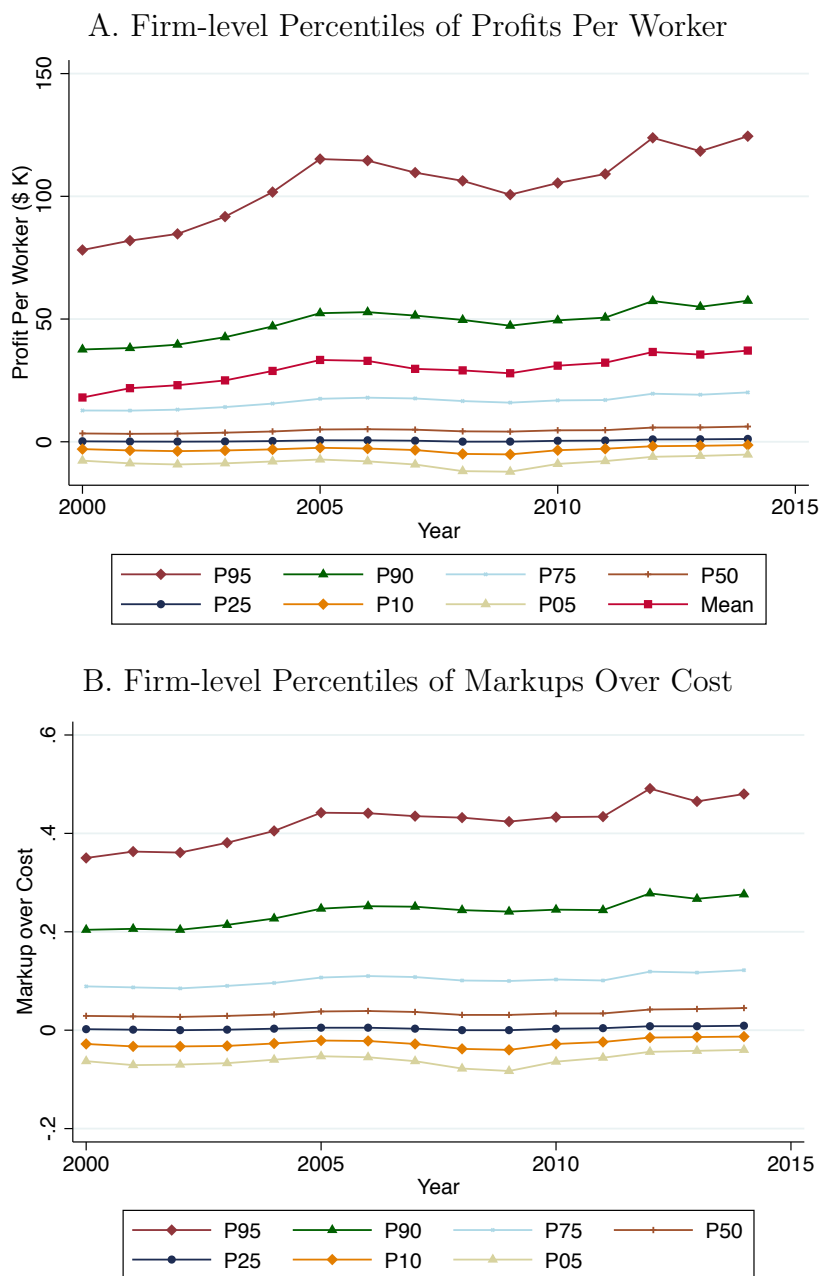 A. Firm-level Percentiles of Profits Per Worker
150
100
50
0
Profit Per Worker ($ K)
2000 2005 2010 2015
Year
P95 P90 P75 P50
P25 P10 P05 Mean
B. Firm-level Percentiles of Markups Over Cost
.6
.4
.2
0
-.2
Markup over Cost
2000 2005 2010 2015
Year
P95 P90 P75 P50
P25 P10 P05